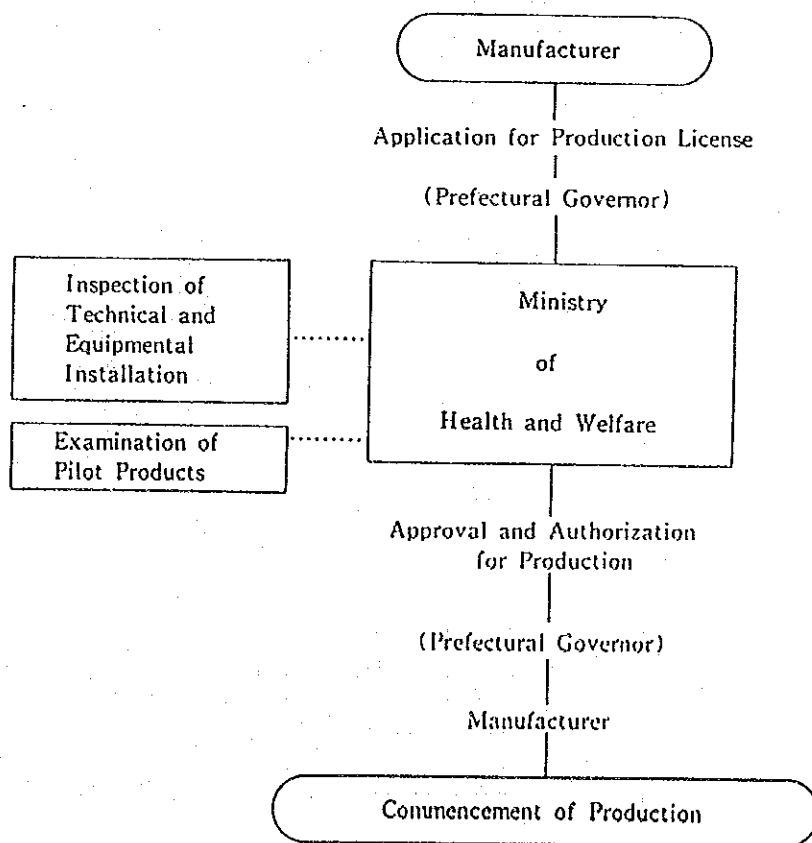 Manufacturer
Application for Production License
(Prefectural Governor)
Inspection of
Technical and
Equipmental
Installation
Ministry
of
Health and Welfare
Examination of
Pilot Products
Approval and Authorization
for Production
(Prefectural Governor)
Manufacturer
Commencement of Production